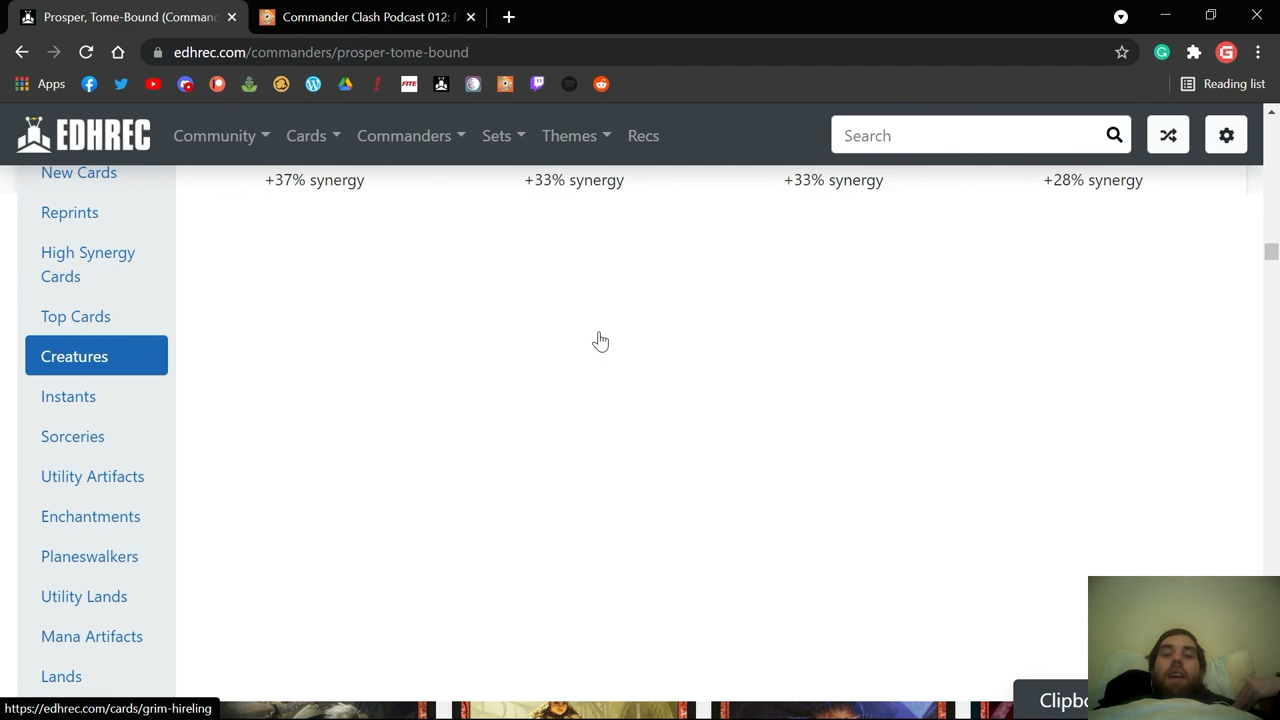 Prosper, Tome-Bound (Comman
Commander Clash Podcast 012:
edhrec.com/commanders/prosper-tome-bound
Apps
FITE
Reading list
EDHREC
Community
Cards
Commanders
Sets
Themes
Recs
Search
New Cards
Reprints
High Synergy
Cards
Top Cards
Creatures
Instants
Sorceries
Utility Artifacts
Enchantments
Planeswalkers
Utility Lands
Mana Artifacts
Lands
+37% synergy
+33% synergy
+33% synergy
+28% synergy
Clipbo
https://edhrec.com/cards/grim-hireling